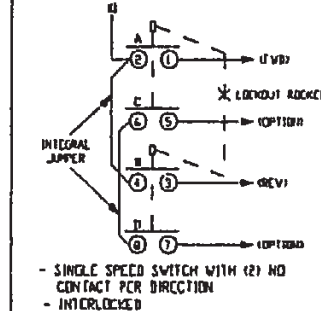 A
2 1 (FWD)
LOCKOUT ROCKER
C
6 5 (OPTION)
INTEGRAL
JUMPER
B
4 3 (REV)
D
8 7 (OPTION)
- SINGLE SPEED SWITCH WITH (2) NO
CONTACT PER DIRECTION
- INTERLOCKED